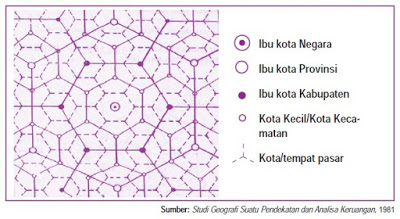 Ibu kota Negara
Ibu kota Provinsi
Ibu kota Kabupaten
Kota Kecil/Kota Keca-
matan
Kota/tempat pasar
Sumber: Studi Geografi Suatu Pendekatan dan Analisa Keruangan, 1981